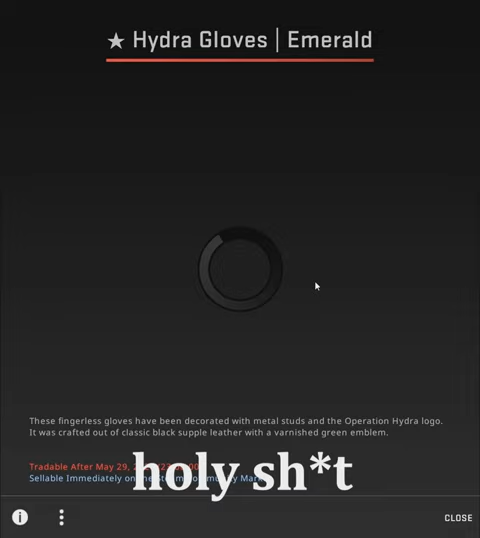 ★ Hydra Gloves | Emerald
These fingerless gloves have been decorated with metal studs and the Operation Hydra logo.
It was crafted out of classic black supple leather with a varnished green emblem.
Tradable After May 29,
Sellable Immediately on
holy sh*t
CLOSE